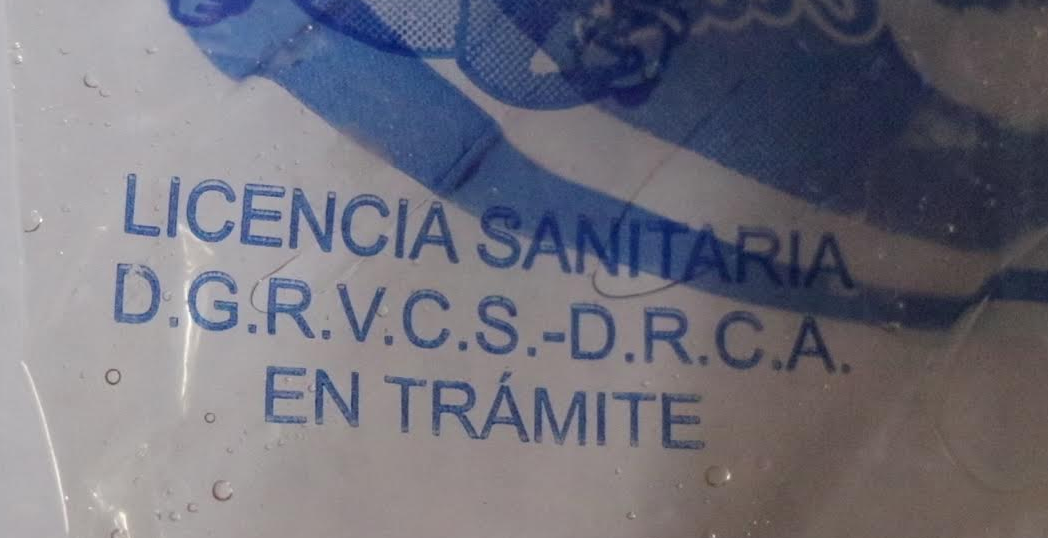 LICENCIA SANITARIA
D.G.R.V.C.S.-D.R.C.A.
EN TRÁMITE